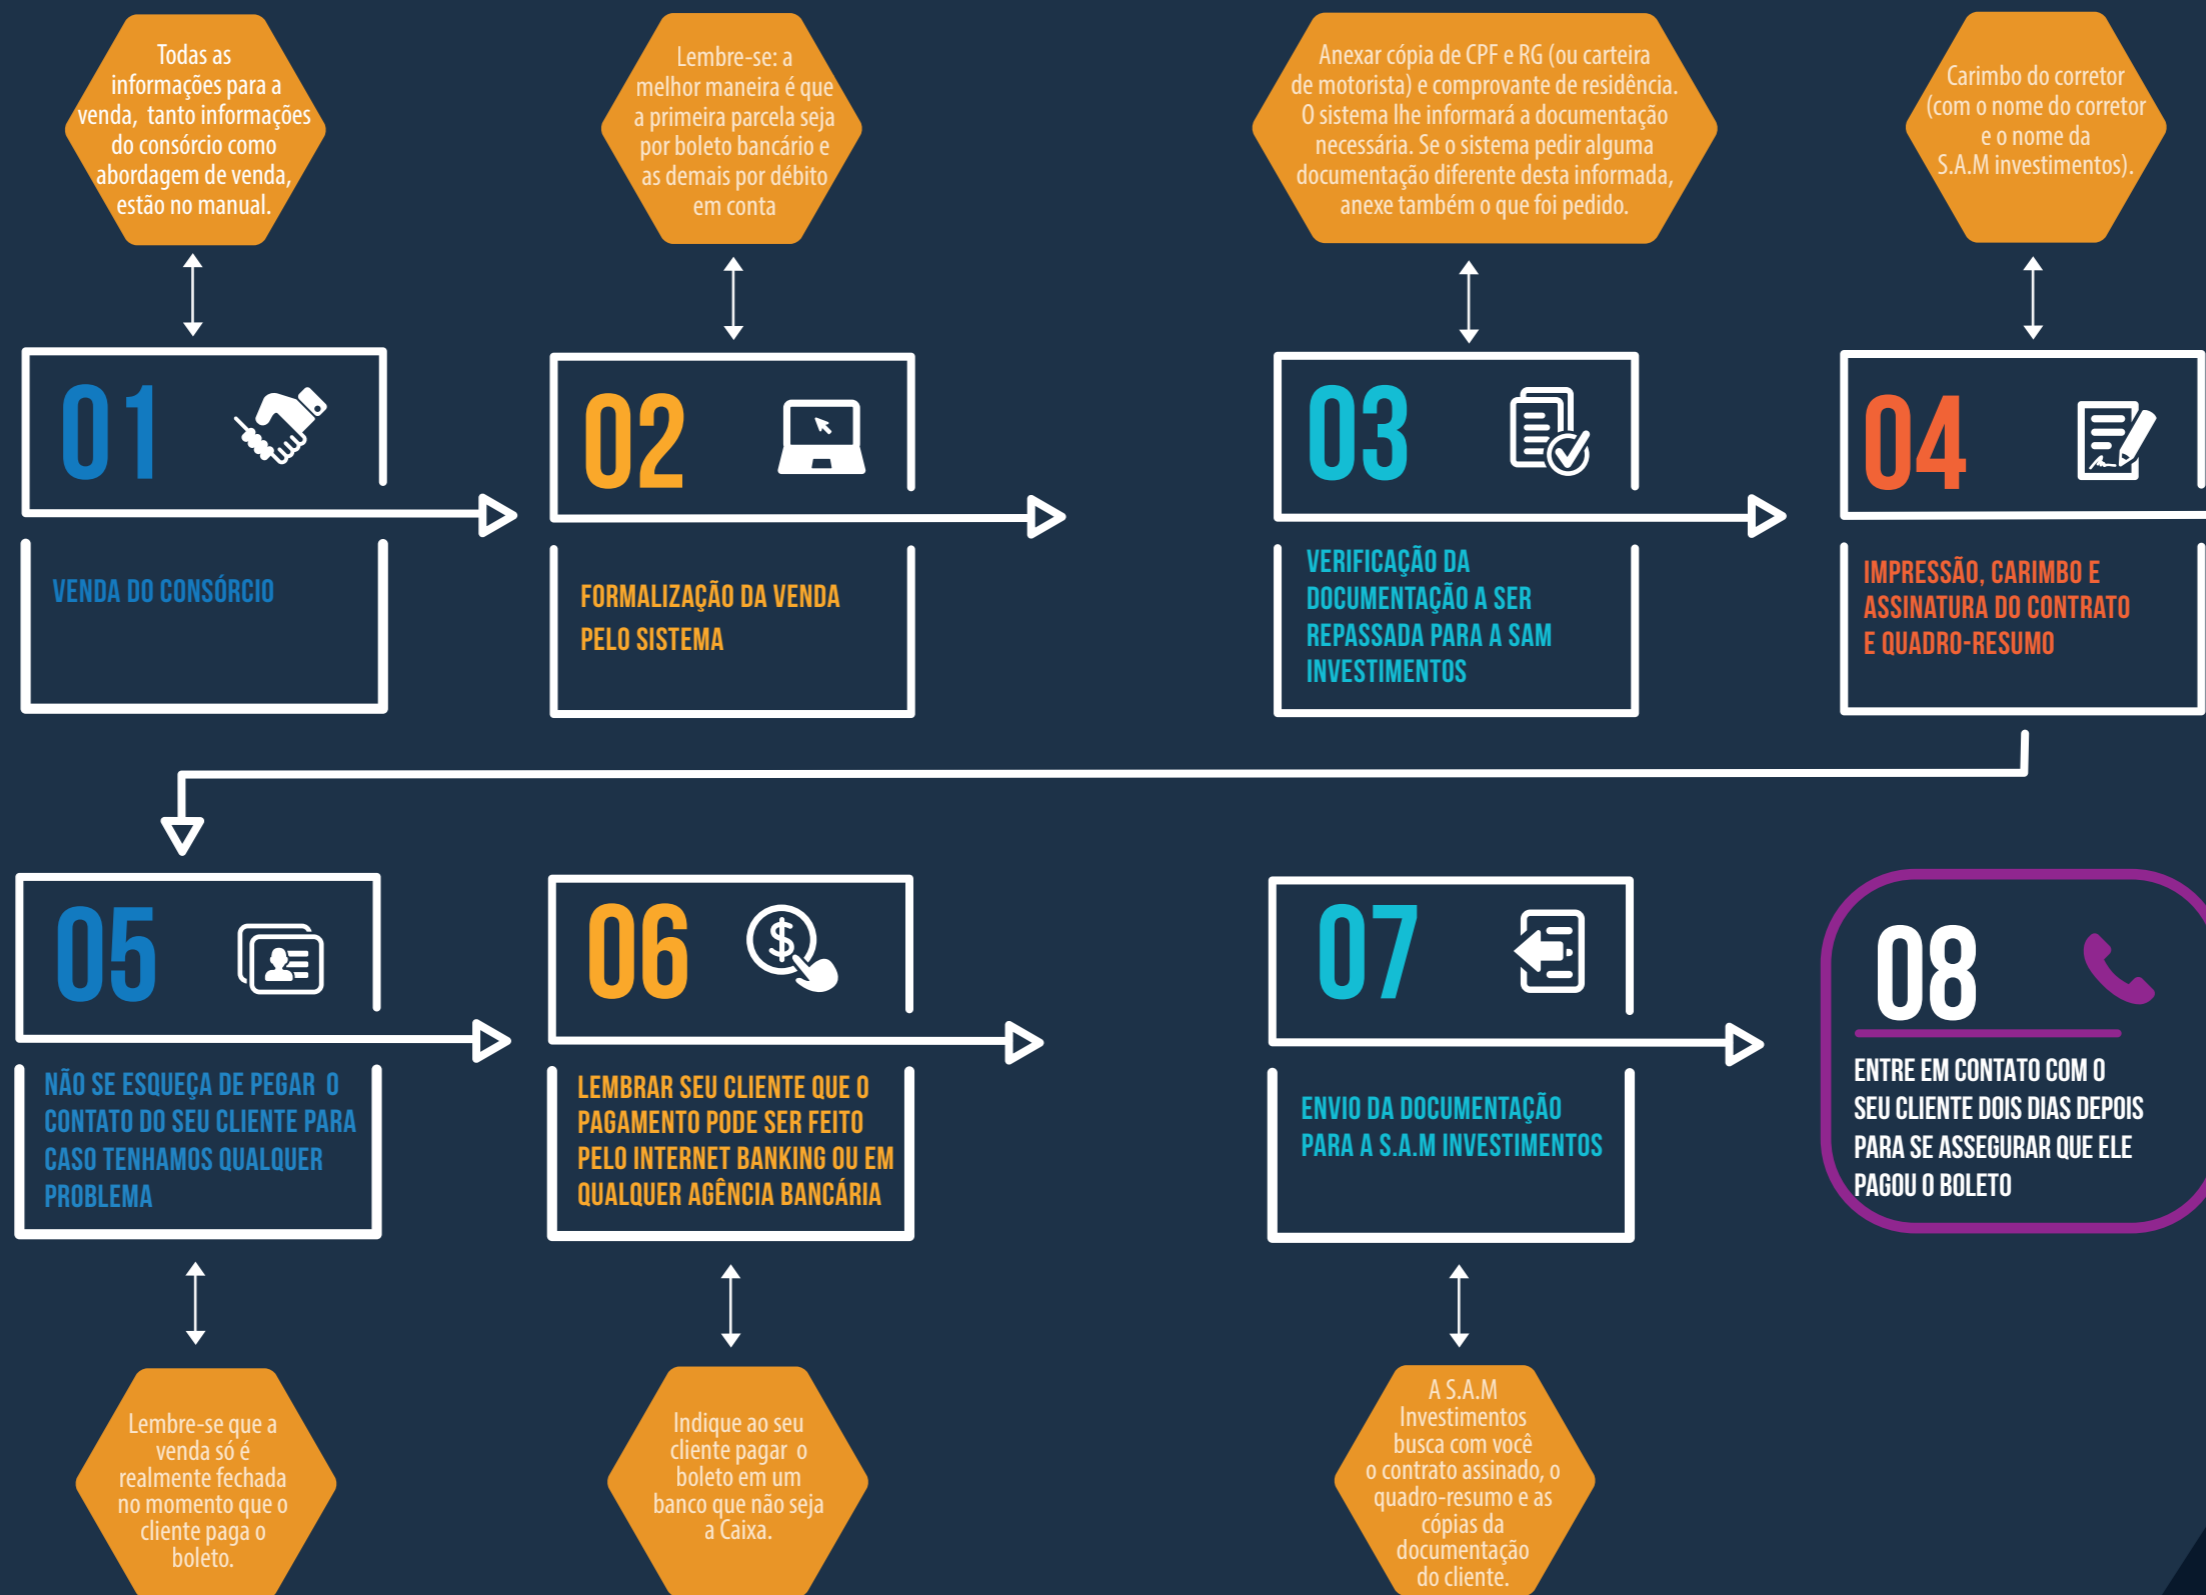 Todas as
informações para a
venda, tanto informações
do consórcio como
abordagem de venda,
estão no manual.
Lembre-se: a
melhor maneira é que
a primeira parcela seja
por boleto bancário e
as demais por débito
em conta
Anexar cópia de CPF e RG (ou carteira
de motorista) e comprovante de residência.
O sistema lhe informará a documentação
necessária. Se o sistema pedir alguma
documentação diferente desta informada,
anexe também o que foi pedido.
Carimbo do corretor
(com o nome do corretor
e o nome da
S.A.M investimentos).
01
VENDA DO CONSÓRCIO
02
FORMALIZAÇÃO DA VENDA
PELO SISTEMA
03
VERIFICAÇÃO DA
DOCUMENTAÇÃO A SER
REPASSADA PARA A SAM
INVESTIMENTOS
04
IMPRESSÃO, CARIMBO E
ASSINATURA DO CONTRATO
E QUADRO-RESUMO
05
NÃO SE ESQUEÇA DE PEGAR O
CONTATO DO SEU CLIENTE PARA
CASO TENHAMOS QUALQUER
PROBLEMA
06
LEMBRAR SEU CLIENTE QUE O
PAGAMENTO PODE SER FEITO
PELO INTERNET BANKING OU EM
QUALQUER AGÊNCIA BANCÁRIA
07
ENVIO DA DOCUMENTAÇÃO
PARA A S.A.M INVESTIMENTOS
08
ENTRE EM CONTATO COM O
SEU CLIENTE DOIS DIAS DEPOIS
PARA SE ASSEGURAR QUE ELE
PAGOU O BOLETO
Lembre-se que a
venda só é
realmente fechada
no momento que o
cliente paga o
boleto.
Indique ao seu
cliente pagar o
boleto em um
banco que não seja
a Caixa.
A S.A.M
Investimentos
busca com você
o contrato assinado, o
quadro-resumo e as
cópias da
documentação
do cliente.